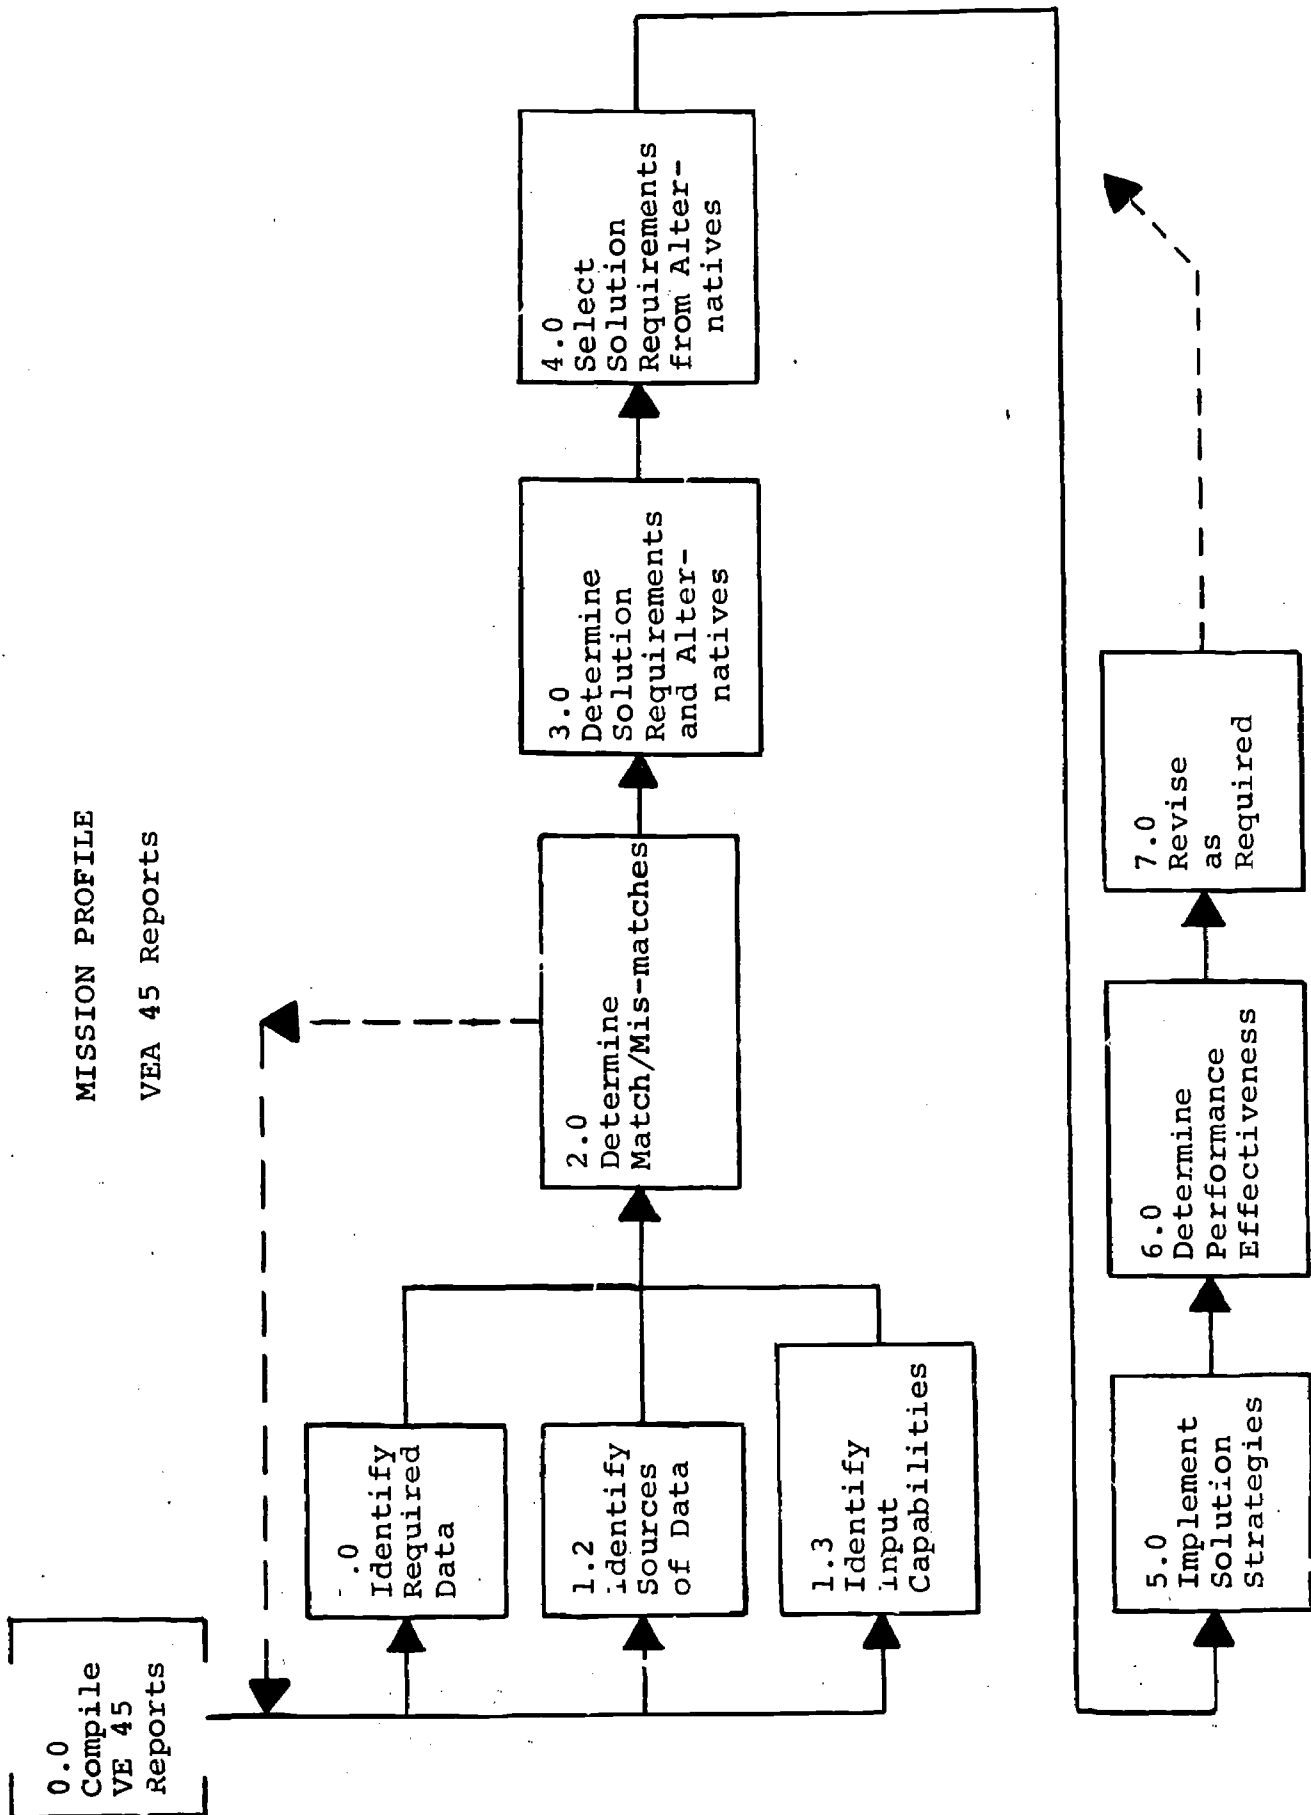 MISSION PROFILE
VEA 45 Reports
0.0
Compile
VE 45
Reports
.0
Identify
Required
Data
1.2
identify
Sources
of Data
1.3
Identify
input
Capabilities
2.0
Determine
Match/Mis-matches
3.0
Determine
Solution
Requirements
and Alter-
natives
4.0
Select
Solution
Requirements
from Alter-
natives
5.0
Implement
Solution
Strategies
6.0
Determine
Performance
Effectiveness
7.0
Revise
as
Required